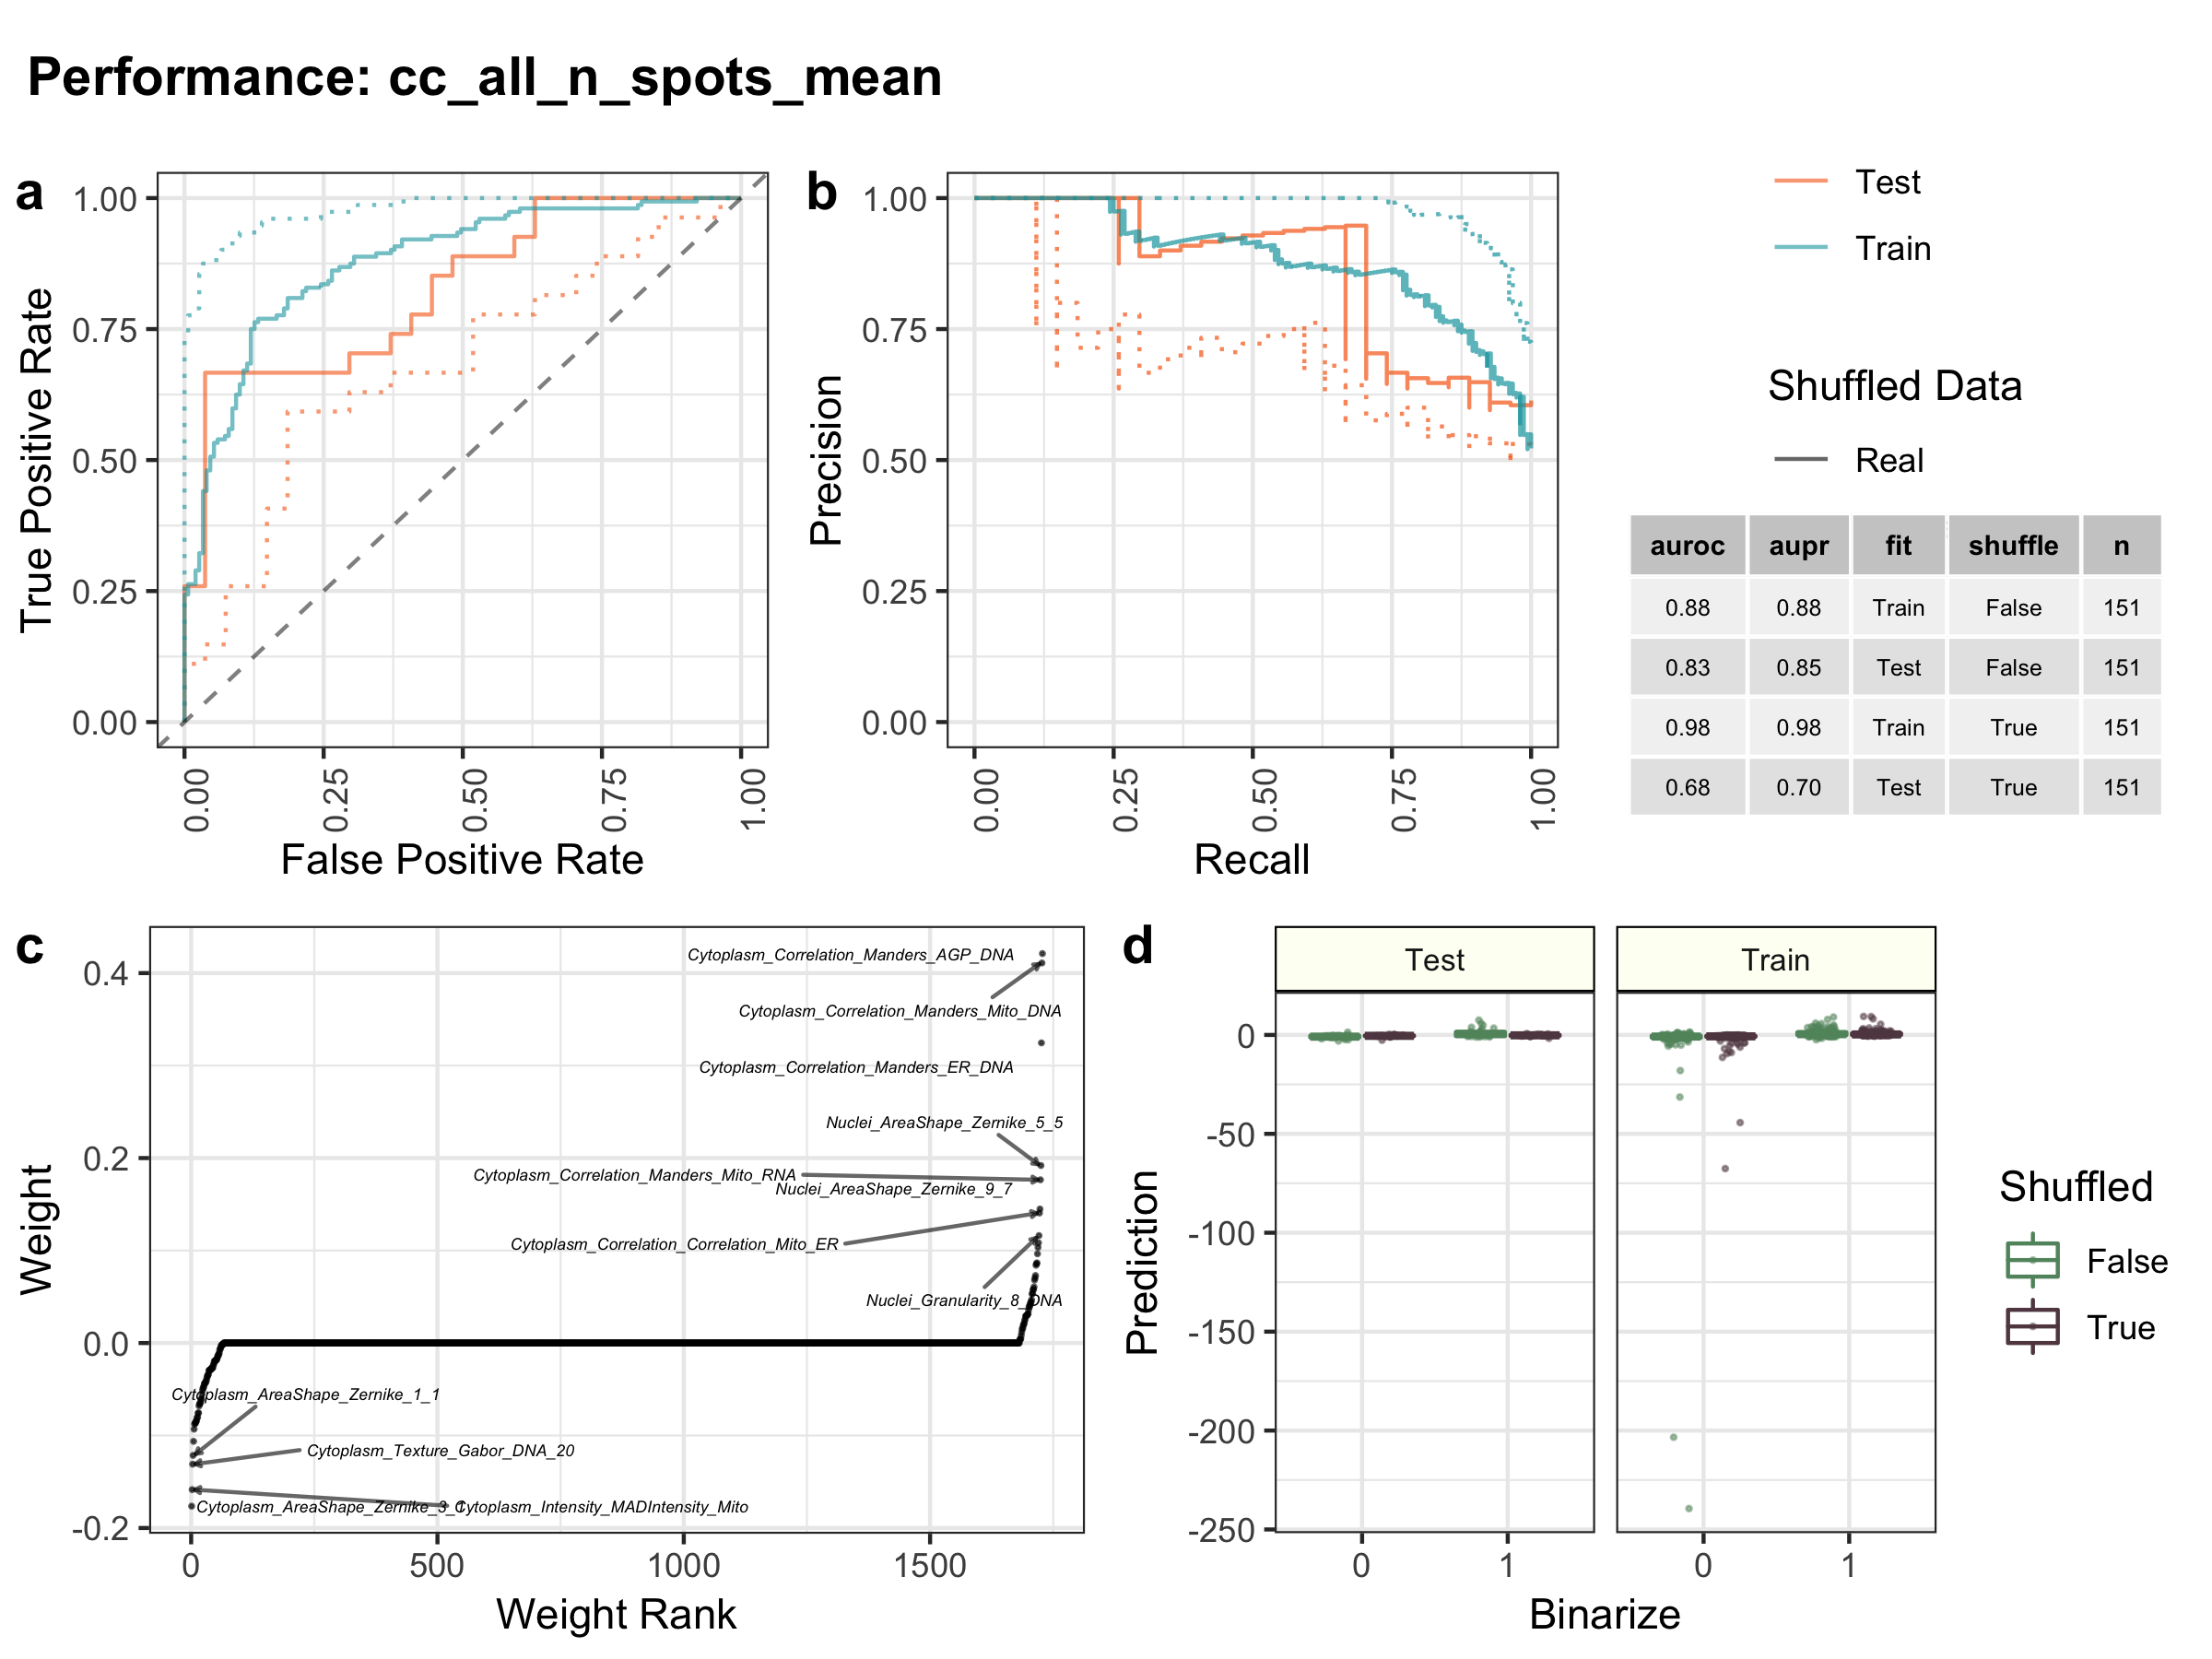 Performance: cc_all_n_spots_mean
a
True Positive Rate
1.00
0.75
0.50
0.25
0.00
0.00
0.25
0.50
0.75
1.00
False Positive Rate
b
Precision
1.00
0.75
0.50
0.25
0.00
0.00
0.25
0.50
0.75
1.00
Recall
Test
Train
Shuffled Data
Real
auroc aupr fit shuffle n
0.88 0.88 Train False 151
0.83 0.85 Test False 151
0.98 0.98 Train True 151
0.68 0.70 Test True 151
c
Weight
0.4
0.2
0.0
-0.2
Cytoplasm_Correlation_Manders_AGP_DNA
Cytoplasm_Correlation_Manders_Mito_DNA
Cytoplasm_Correlation_Manders_ER_DNA
Nuclei_AreaShape_Zernike_5_5
Cytoplasm_Correlation_Manders_Mito_RNA
Nuclei_AreaShape_Zernike_9_7
Cytoplasm_Correlation_Correlation_Mito_ER
Nuclei_Granularity_8_DNA
Cytoplasm_AreaShape_Zernike_1_1
Cytoplasm_Texture_Gabor_DNA_20
Cytoplasm_Intensity_MADIntensity_Mito
0
500
1000
1500
Weight Rank
d
Test
Train
Prediction
0
-50
-100
-150
-200
-250
0
1
0
1
Binarize
Shuffled
False
True